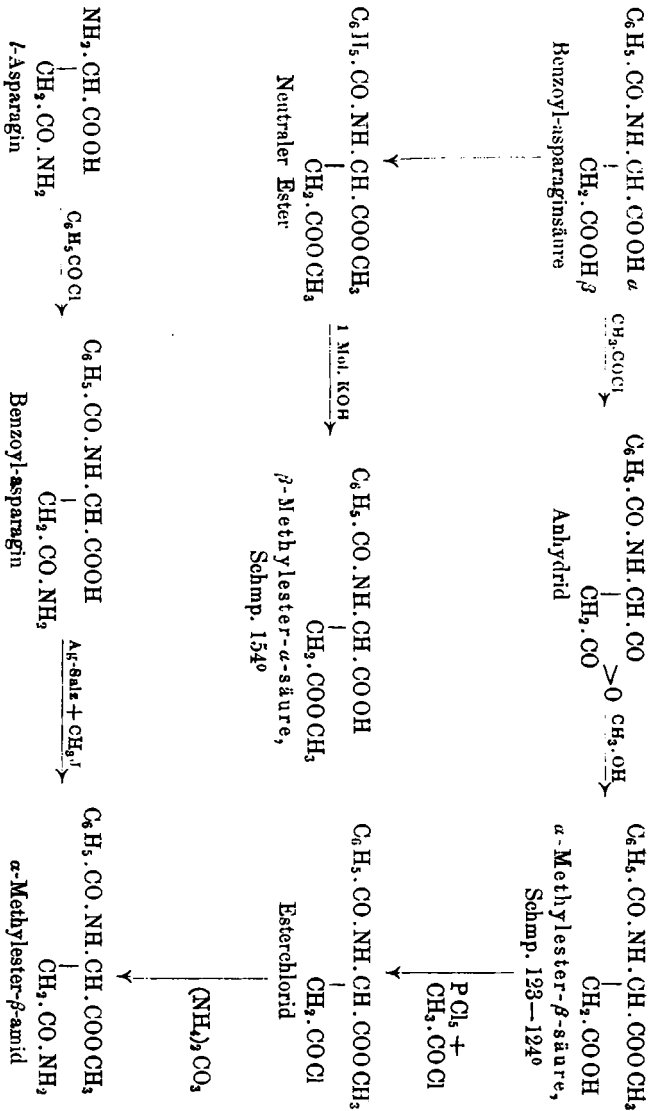 C₆H₅.CO.NH.CH.COOH α
CH₂.COOH β
Benzoyl-asparaginsäure
CH₃.COCl
C₆H₅.CO.NH.CH.CO
CH₂.CO
>O
Anhydrid
CH₃.OH
C₆H₅.CO.NH.CH.COOCH₃
CH₂.COOH
α-Methylester-β-säure,
Schmp. 123—124⁰
PCl₅ +
CH₃.COCl
C₆H₅.CO.NH.CH.COOCH₃
CH₂.COOCH₃
Neutraler Ester
1 Mol. KOH
C₆H₅.CO.NH.CH.COOH
CH₂.COOCH₃
β-Methylester-α-säure,
Schmp. 154⁰
C₆H₅.CO.NH.CH.COOCH₃
CH₂.COCl
Esterchlorid
(NH₄)₂CO₃
NH₂.CH.COOH
CH₂.CO.NH₂
l-Asparagin
C₆H₅COCl
C₆H₅.CO.NH.CH.COOH
CH₂.CO.NH₂
Benzoyl-asparagin
Ag-Salz + CH₃J
C₆H₅.CO.NH.CH.COOCH₃
CH₂.CO.NH₂
α-Methylester-β-amid